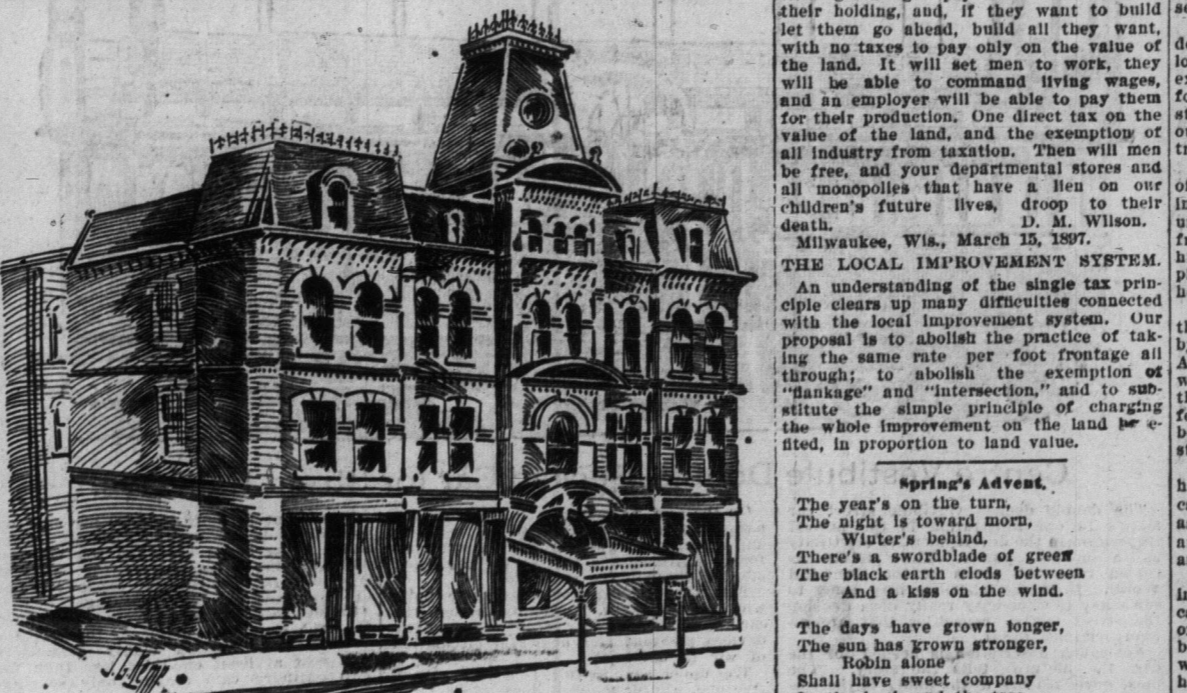 their holding, and, if they want to build
let them go ahead, build all they want,
with no taxes to pay only on the value of
the land. It will set men to work, they
will be able to command living wages,
and an employer will be able to pay them
for their production. One direct tax on the
value of the land, and the exemption of
all industry from taxation. Then will men
be free, and your departmental stores and
all monopolies that have a lien on our
children's future lives, droop to their
death. D. M. Wilson.
Milwaukee, Wis., March 15, 1897.
THE LOCAL IMPROVEMENT SYSTEM.
An understanding of the single tax prin-
ciple clears up many difficulties connected
with the local improvement system. Our
proposal is to abolish the practice of tak-
ing the same rate per foot frontage all
through; to abolish the exemption of
"flankage" and "intersection," and to sub-
stitute the simple principle of charging
the whole improvement on the land
fited, in proportion to land value.
Spring's Advent.
The year's on the turn,
The night is toward morn,
Winter's behind,
There's a swordblade of green
The black earth clods between
And a kiss on the wind.
The days have grown longer,
The sun has grown stronger,
Robin alone
Shall have sweet company